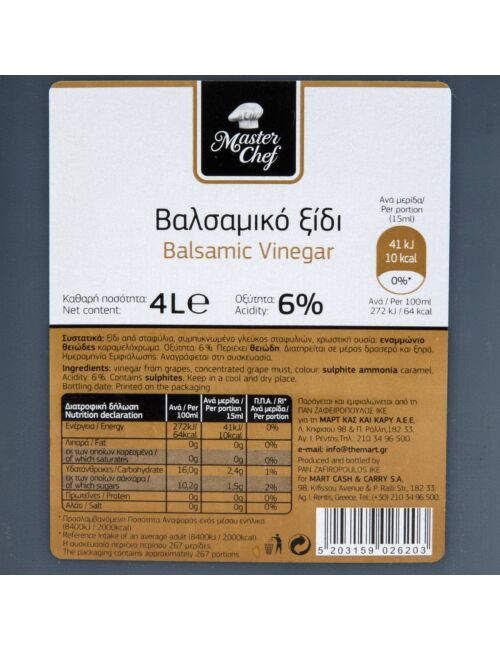 Master
Chef
Βαλσαμικό ξίδι
Balsamic Vinegar
Ανά μερίδα/
Per portion
(15ml)
41 kJ
10 kcal
0%*
Ανά / Per 100ml
272 kJ / 64 kcal
Καθαρή ποσότητα:
Net content:
4L℮
Οξύτητα:
Acidity:
6%
Συστατικά: ξίδι από σταφύλια, συμπυκνωμένο γλεύκος σταφυλιών, χρωστική ουσία: εναμμώνιο
θειώδες καραμελόχρωμα. Οξύτητα: 6%. Περιέχει θειώδη. Διατηρείται σε μέρος δροσερό και ξηρό.
Ημερομηνία Εμφιάλωσης: Αναγράφεται στη συσκευασία.
Ingredients: vinegar from grapes, concentrated grape must, colour: sulphite ammonia caramel.
Acidity: 6%. Contains sulphites. Keep in a cool and dry place.
Bottling date: Printed on the packaging
Διατροφική δήλωση
Nutrition declaration
Ανά / Per
100ml
Ανά μερίδα
/ Per portion
15ml
Π.Π.Α./ RI*
Ανά μερίδα
/ Per 15ml
Ενέργεια / Energy 272kJ/ 64kcal 41kJ/ 10kcal 0%
Λιπαρά / Fat 0g 0g 0%
εκ των οποίων κορεσμένα/
of which saturates 0g 0g 0%
Υδατάνθρακες / Carbohydrate 16,0g 2,4g 1%
εκ των οποίων σάκχαρα /
of which sugars 10,2g 1,5g 2%
Πρωτεΐνες / Protein 0g 0g 0%
Αλάτι / Salt 0g 0g 0%
* Προσλαμβανόμενη Ποσότητα Αναφοράς ενός μέσου ενήλικα
(8400kJ / 2000kcal)
*Reference Intake of an average adult (8400kJ / 2000kcal).
Η συσκευασία περιέχει περίπου 267 μερίδες.
The packaging contains approximately 267 portions.
Παράγεται και εμφιαλώνεται από τη
ΠΑΝ ΖΑΦΕΙΡΟΠΟΥΛΟΣ ΙΚΕ
για τη ΜΑΡΤ ΚΑΣ ΚΑΙ ΚΑΡΥ Α.Ε.Ε.
Λ. Κηφισού 98 & Π. Ράλλη,182 33,
Αγ. Ι. Ρέντης,Τηλ.: 210 34 96 500.
e-mail: info@themart.gr
Produced and packed by
PAN ZAFIROPOULOS IKE
for MART CASH & CARRY S.A.
98, Kifissou Avenue & P. Ralli Str., 182 33,
Ag. I. Rentis, Greece, Tel.: (+30) 210 34 96 500.
5 203159 026203